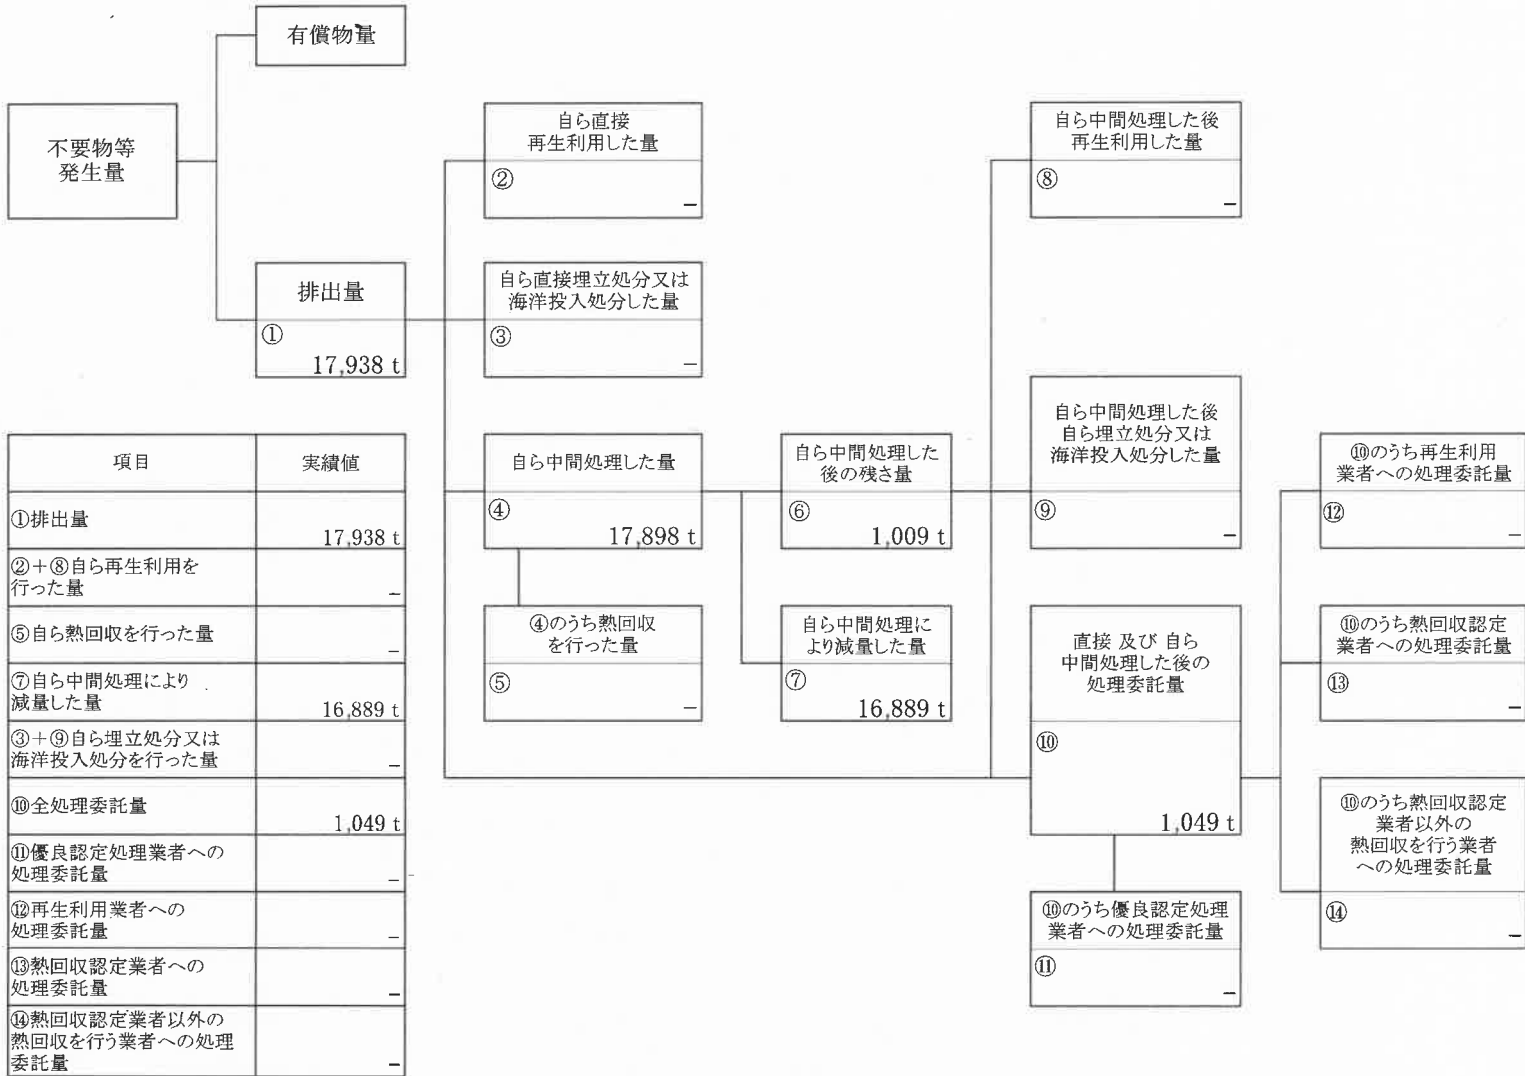 有償物量
不要物等
発生量
排出量
①
17,938 t
自ら直接
再生利用した量
②
–
自ら直接埋立処分又は
海洋投入処分した量
③
–
自ら中間処理した量
④
17,898 t
④のうち熱回収
を行った量
⑤
–
自ら中間処理した
後の残さ量
⑥
1,009 t
自ら中間処理に
より減量した量
⑦
16,889 t
自ら中間処理した後
再生利用した量
⑧
–
自ら中間処理した後
自ら埋立処分又は
海洋投入処分した量
⑨
–
直接 及び 自ら
中間処理した後の
処理委託量
⑩
1,049 t
⑩のうち優良認定処理
業者への処理委託量
⑪
–
⑩のうち再生利用
業者への処理委託量
⑫
–
⑩のうち熱回収認定
業者への処理委託量
⑬
–
⑩のうち熱回収認定
業者以外の
熱回収を行う業者
への処理委託量
⑭
–
項目 実績値
①排出量
17,938 t
②＋⑧自ら再生利用を
行った量 –
⑤自ら熱回収を行った量 –
⑦自ら中間処理により
減量した量 16,889 t
③＋⑨自ら埋立処分又は
海洋投入処分を行った量 –
⑩全処理委託量
1,049 t
⑪優良認定処理業者への
処理委託量 –
⑫再生利用業者への
処理委託量 –
⑬熱回収認定業者への
処理委託量 –
⑭熱回収認定業者以外の
熱回収を行う業者への処理
委託量 –